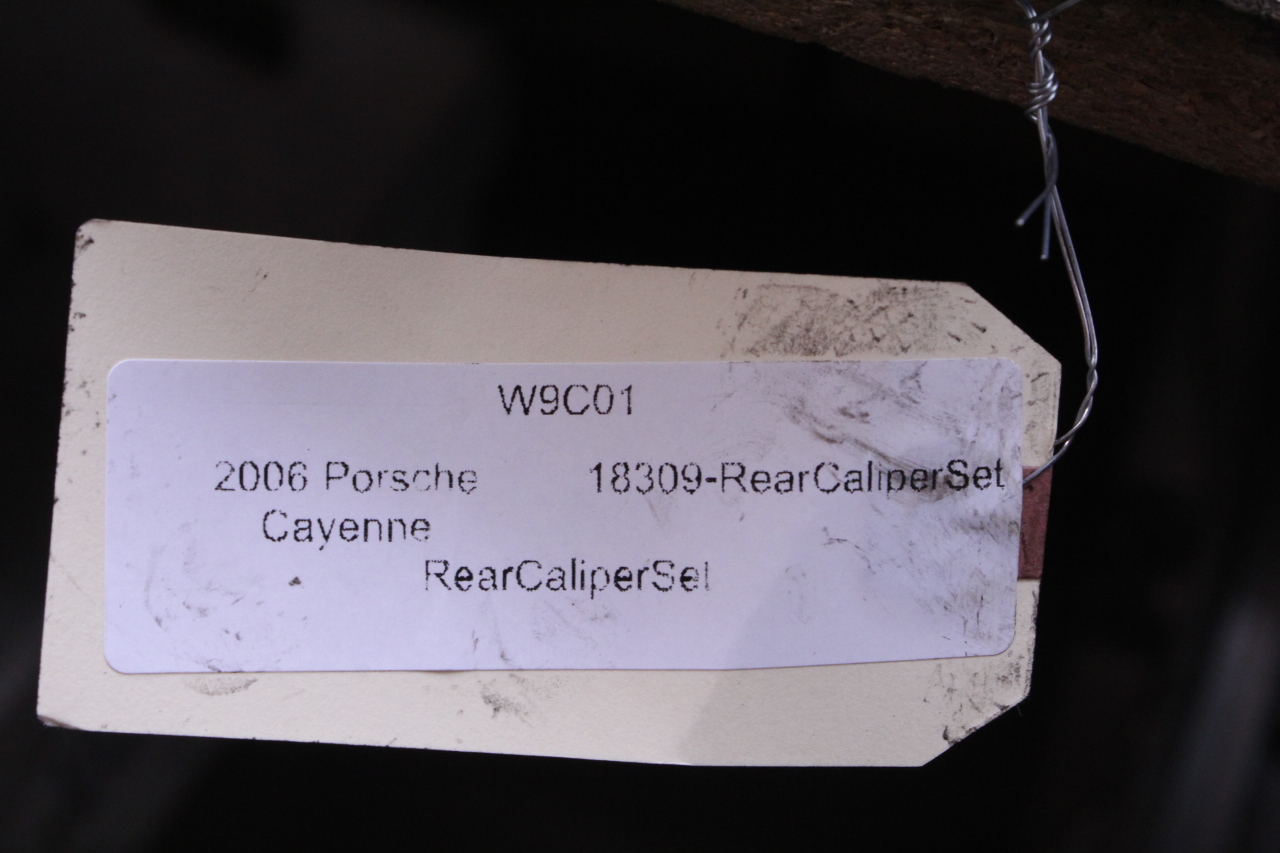 W9C01
2006 Porsche 18309-RearCaliperSet
Cayenne
RearCaliperSet